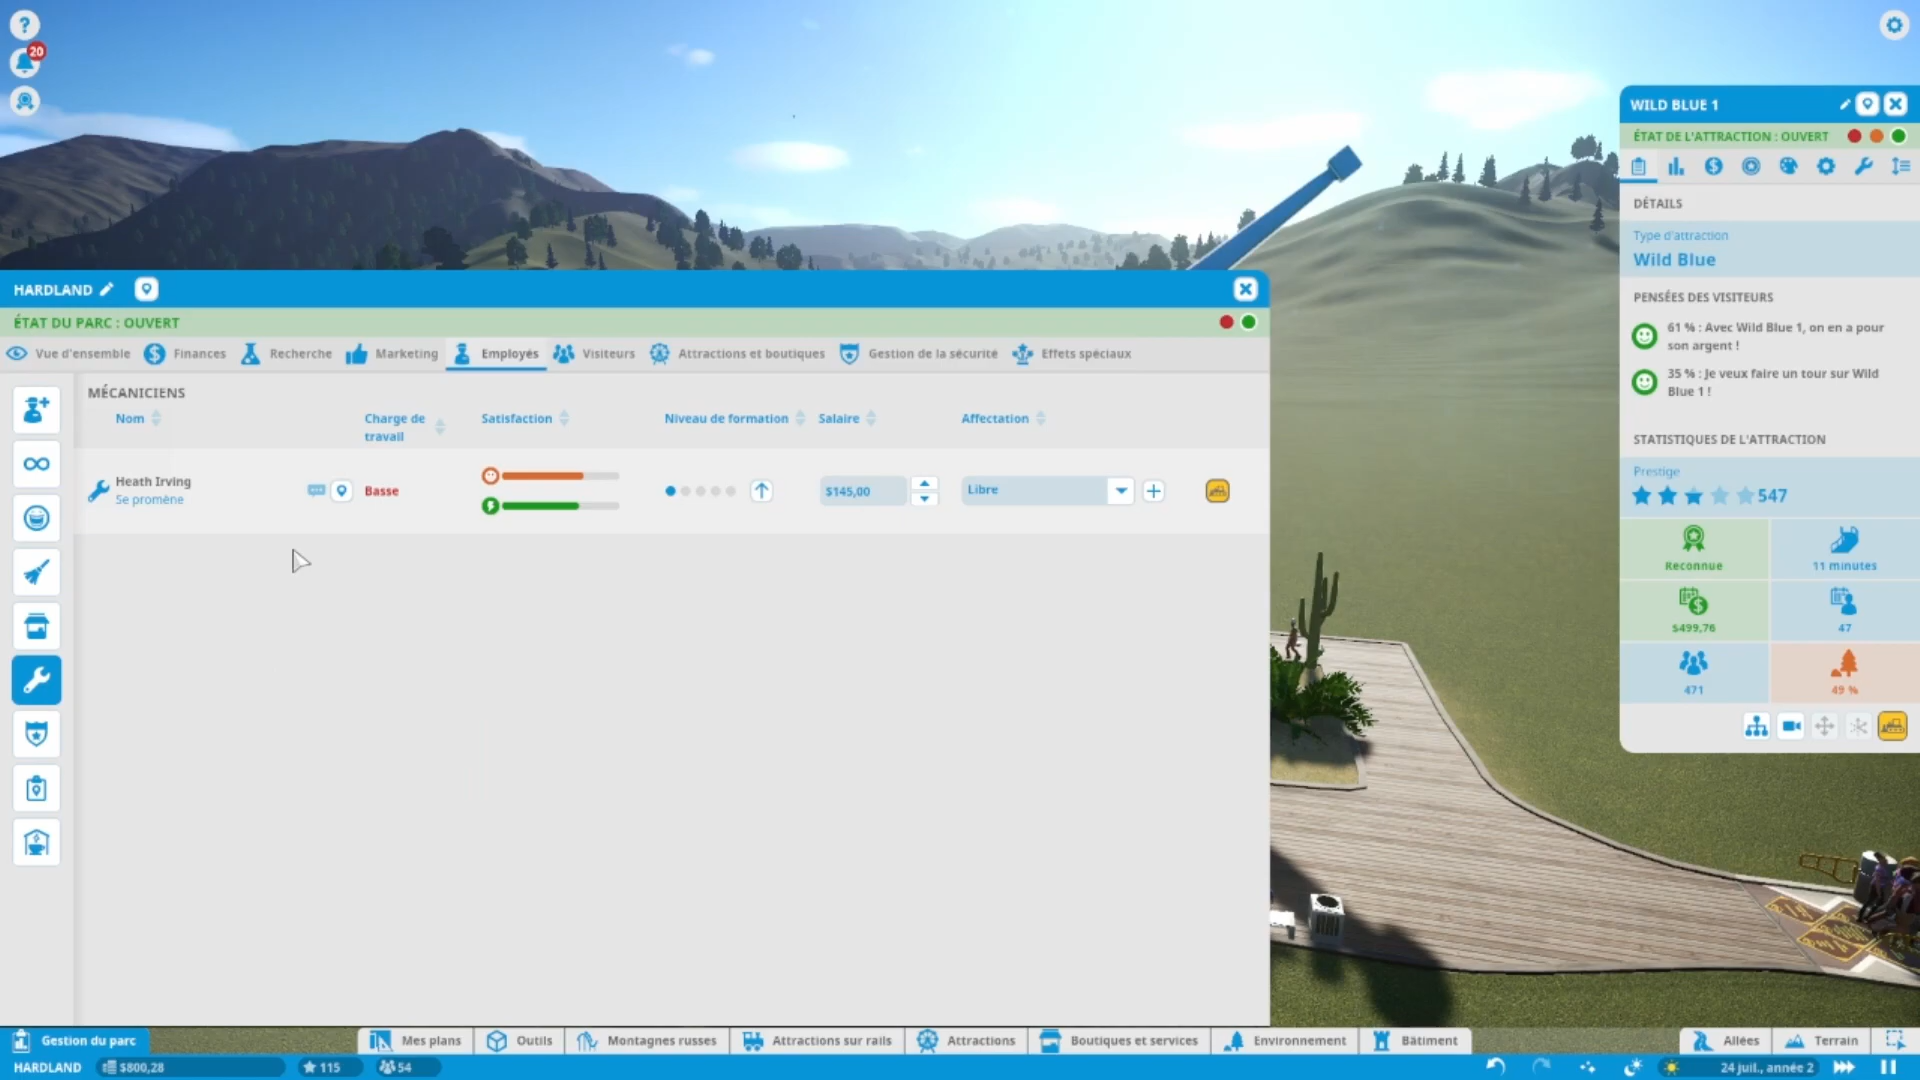 ?
20
WILD BLUE 1
ÉTAT DE L'ATTRACTION : OUVERT
DÉTAILS
Type d'attraction
Wild Blue
PENSÉES DES VISITEURS
61 % : Avec Wild Blue 1, on en a pour
son argent !
35 % : Je veux faire un tour sur Wild
Blue 1 !
STATISTIQUES DE L'ATTRACTION
Prestige
547
Reconnue
11 minutes
$499,76
47
471
49 %
HARDLAND
ÉTAT DU PARC : OUVERT
Vue d'ensemble
Finances
Recherche
Marketing
Employés
Visiteurs
Attractions et boutiques
Gestion de la sécurité
Effets spéciaux
MÉCANICIENS
Nom
Charge de
travail
Satisfaction
Niveau de formation
Salaire
Affectation
Heath Irving
Se promène
Basse
$145,00
Libre
Gestion du parc
Mes plans
Outils
Montagnes russes
Attractions sur rails
Attractions
Boutiques et services
Environnement
Bâtiment
Allées
Terrain
HARDLAND
$800,28
115
54
24 juil., année 2